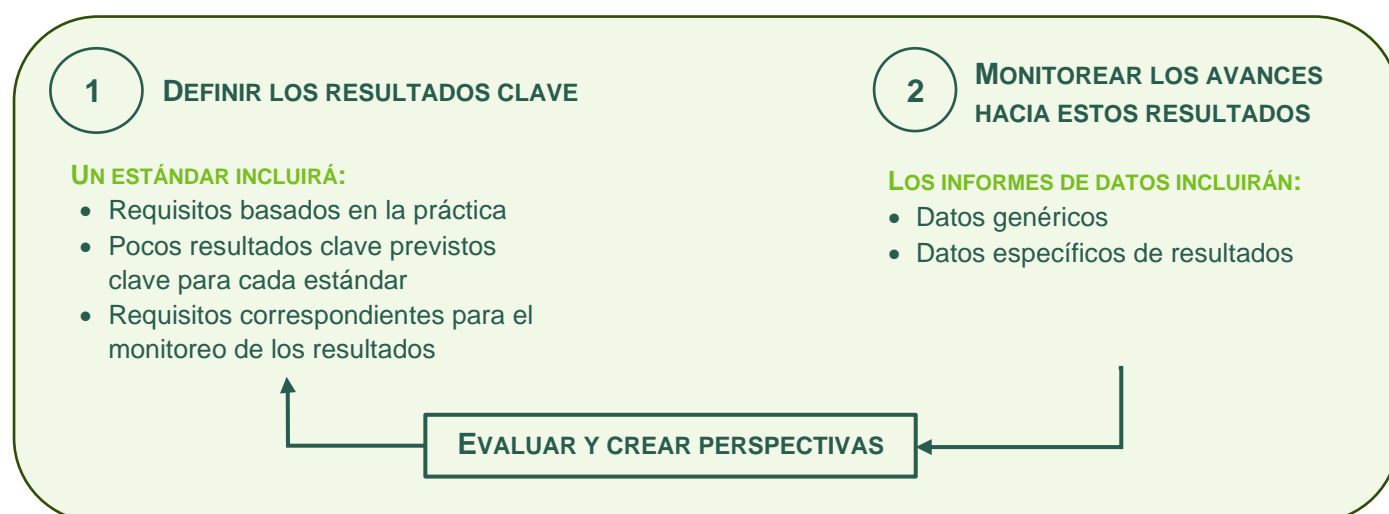 1
DEFINIR LOS RESULTADOS CLAVE
UN ESTÁNDAR INCLUIRÁ:
• Requisitos basados en la práctica
• Pocos resultados clave previstos
clave para cada estándar
• Requisitos correspondientes para el
monitoreo de los resultados
2
MONITOREAR LOS AVANCES
HACIA ESTOS RESULTADOS
LOS INFORMES DE DATOS INCLUIRÁN:
• Datos genéricos
• Datos específicos de resultados
EVALUAR Y CREAR PERSPECTIVAS